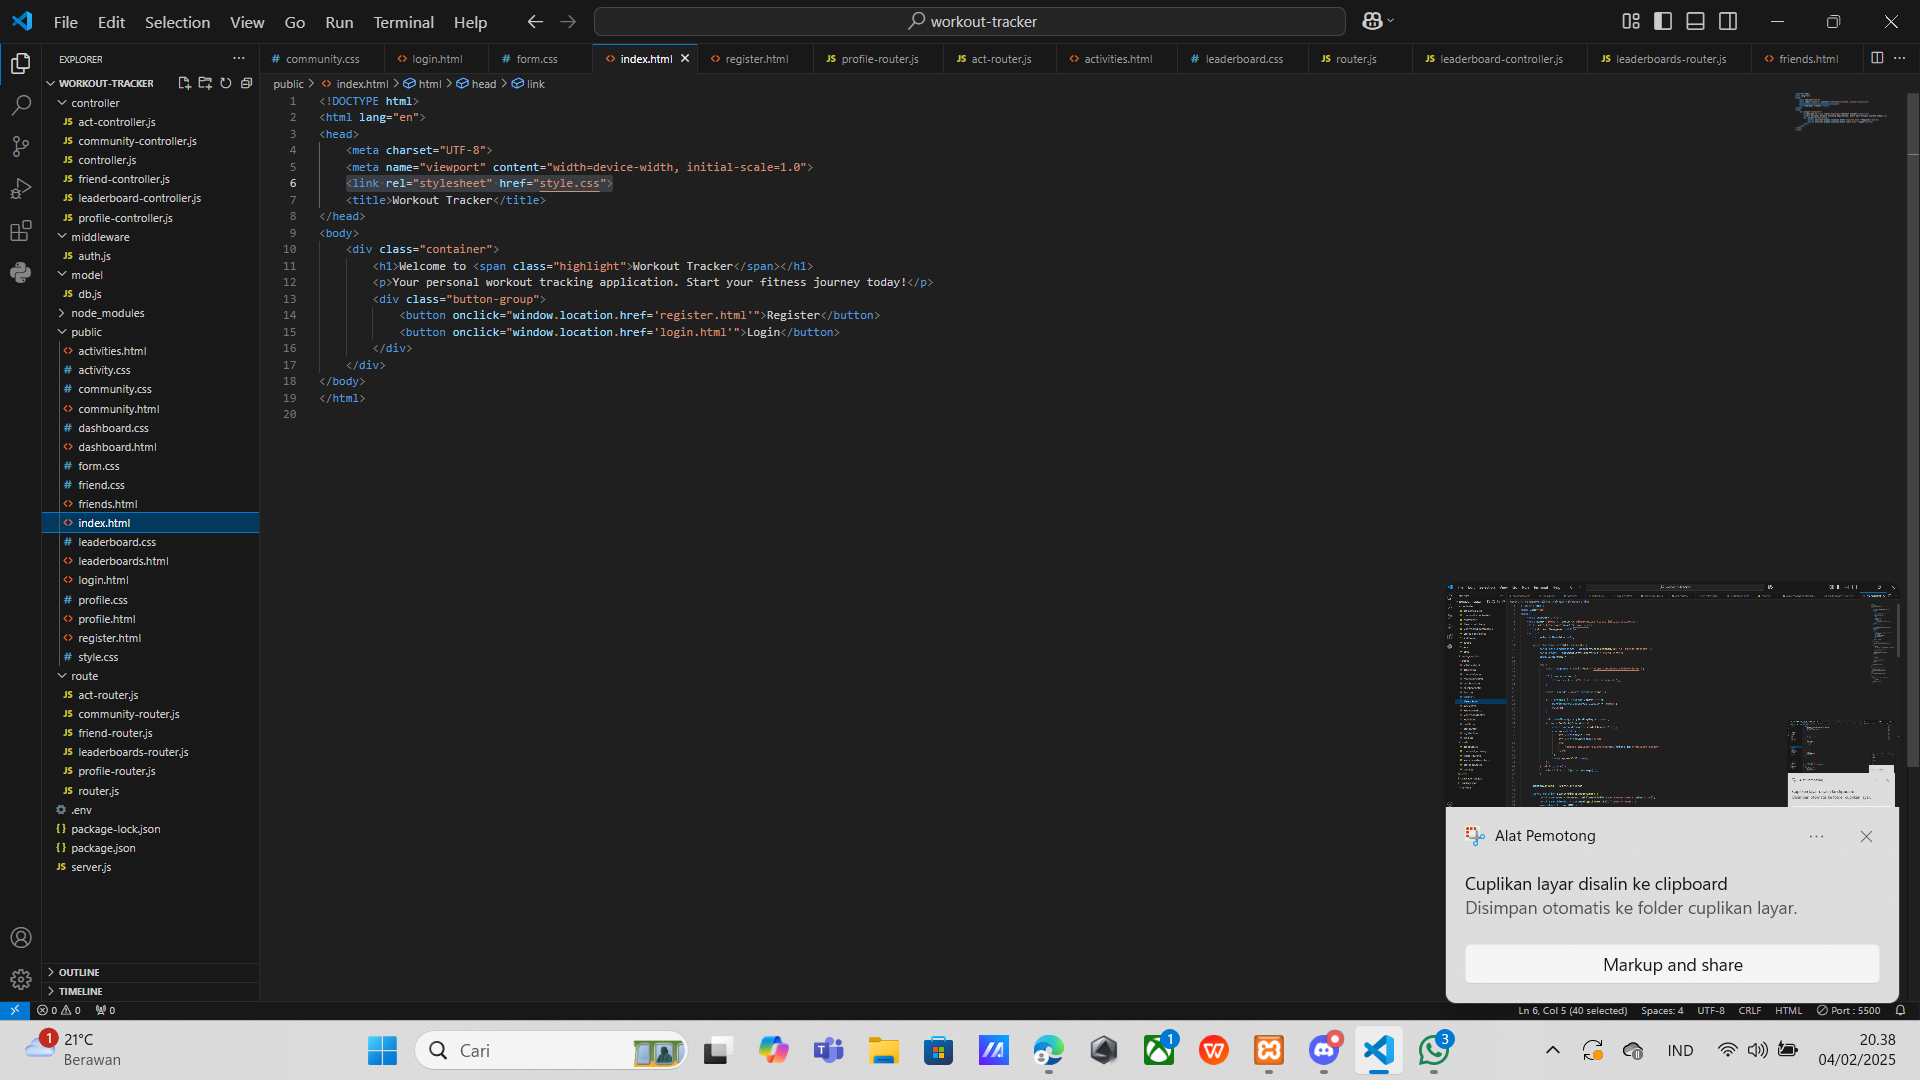 File Edit Selection View Go Run Terminal Help
workout-tracker
EXPLORER
community.css
login.html
form.css
index.html
register.html
profile-router.js
act-router.js
activities.html
leaderboard.css
router.js
leaderboard-controller.js
leaderboards-router.js
friends.html
WORKOUT-TRACKER
public > index.html > html > head > link
controller
act-controller.js
community-controller.js
controller.js
friend-controller.js
leaderboard-controller.js
profile-controller.js
middleware
auth.js
model
db.js
node_modules
public
activities.html
activity.css
community.css
community.html
dashboard.css
dashboard.html
form.css
friend.css
friends.html
index.html
leaderboard.css
leaderboards.html
login.html
profile.css
profile.html
register.html
style.css
route
act-router.js
community-router.js
friend-router.js
leaderboards-router.js
profile-router.js
router.js
.env
package-lock.json
package.json
server.js
OUTLINE
TIMELINE
1 <!DOCTYPE html>
2 <html lang="en">
3 <head>
4 <meta charset="UTF-8">
5 <meta name="viewport" content="width=device-width, initial-scale=1.0">
6 <link rel="stylesheet" href="style.css">
7 <title>Workout Tracker</title>
8 </head>
9 <body>
10 <div class="container">
11 <h1>Welcome to <span class="highlight">Workout Tracker</span></h1>
12 <p>Your personal workout tracking application. Start your fitness journey today!</p>
13 <div class="button-group">
14 <button onclick="window.location.href='register.html'">Register</button>
15 <button onclick="window.location.href='login.html'">Login</button>
16 </div>
17 </div>
18 </body>
19 </html>
20
Alat Pemotong
Cuplikan layar disalin ke clipboard
Disimpan otomatis ke folder cuplikan layar.
Markup and share
0 0 0
Ln 6, Col 5 (40 selected) Spaces: 4 UTF-8 CRLF HTML Port : 5500
1
21°C
Berawan
Cari
1
3
IND
20.38
04/02/2025